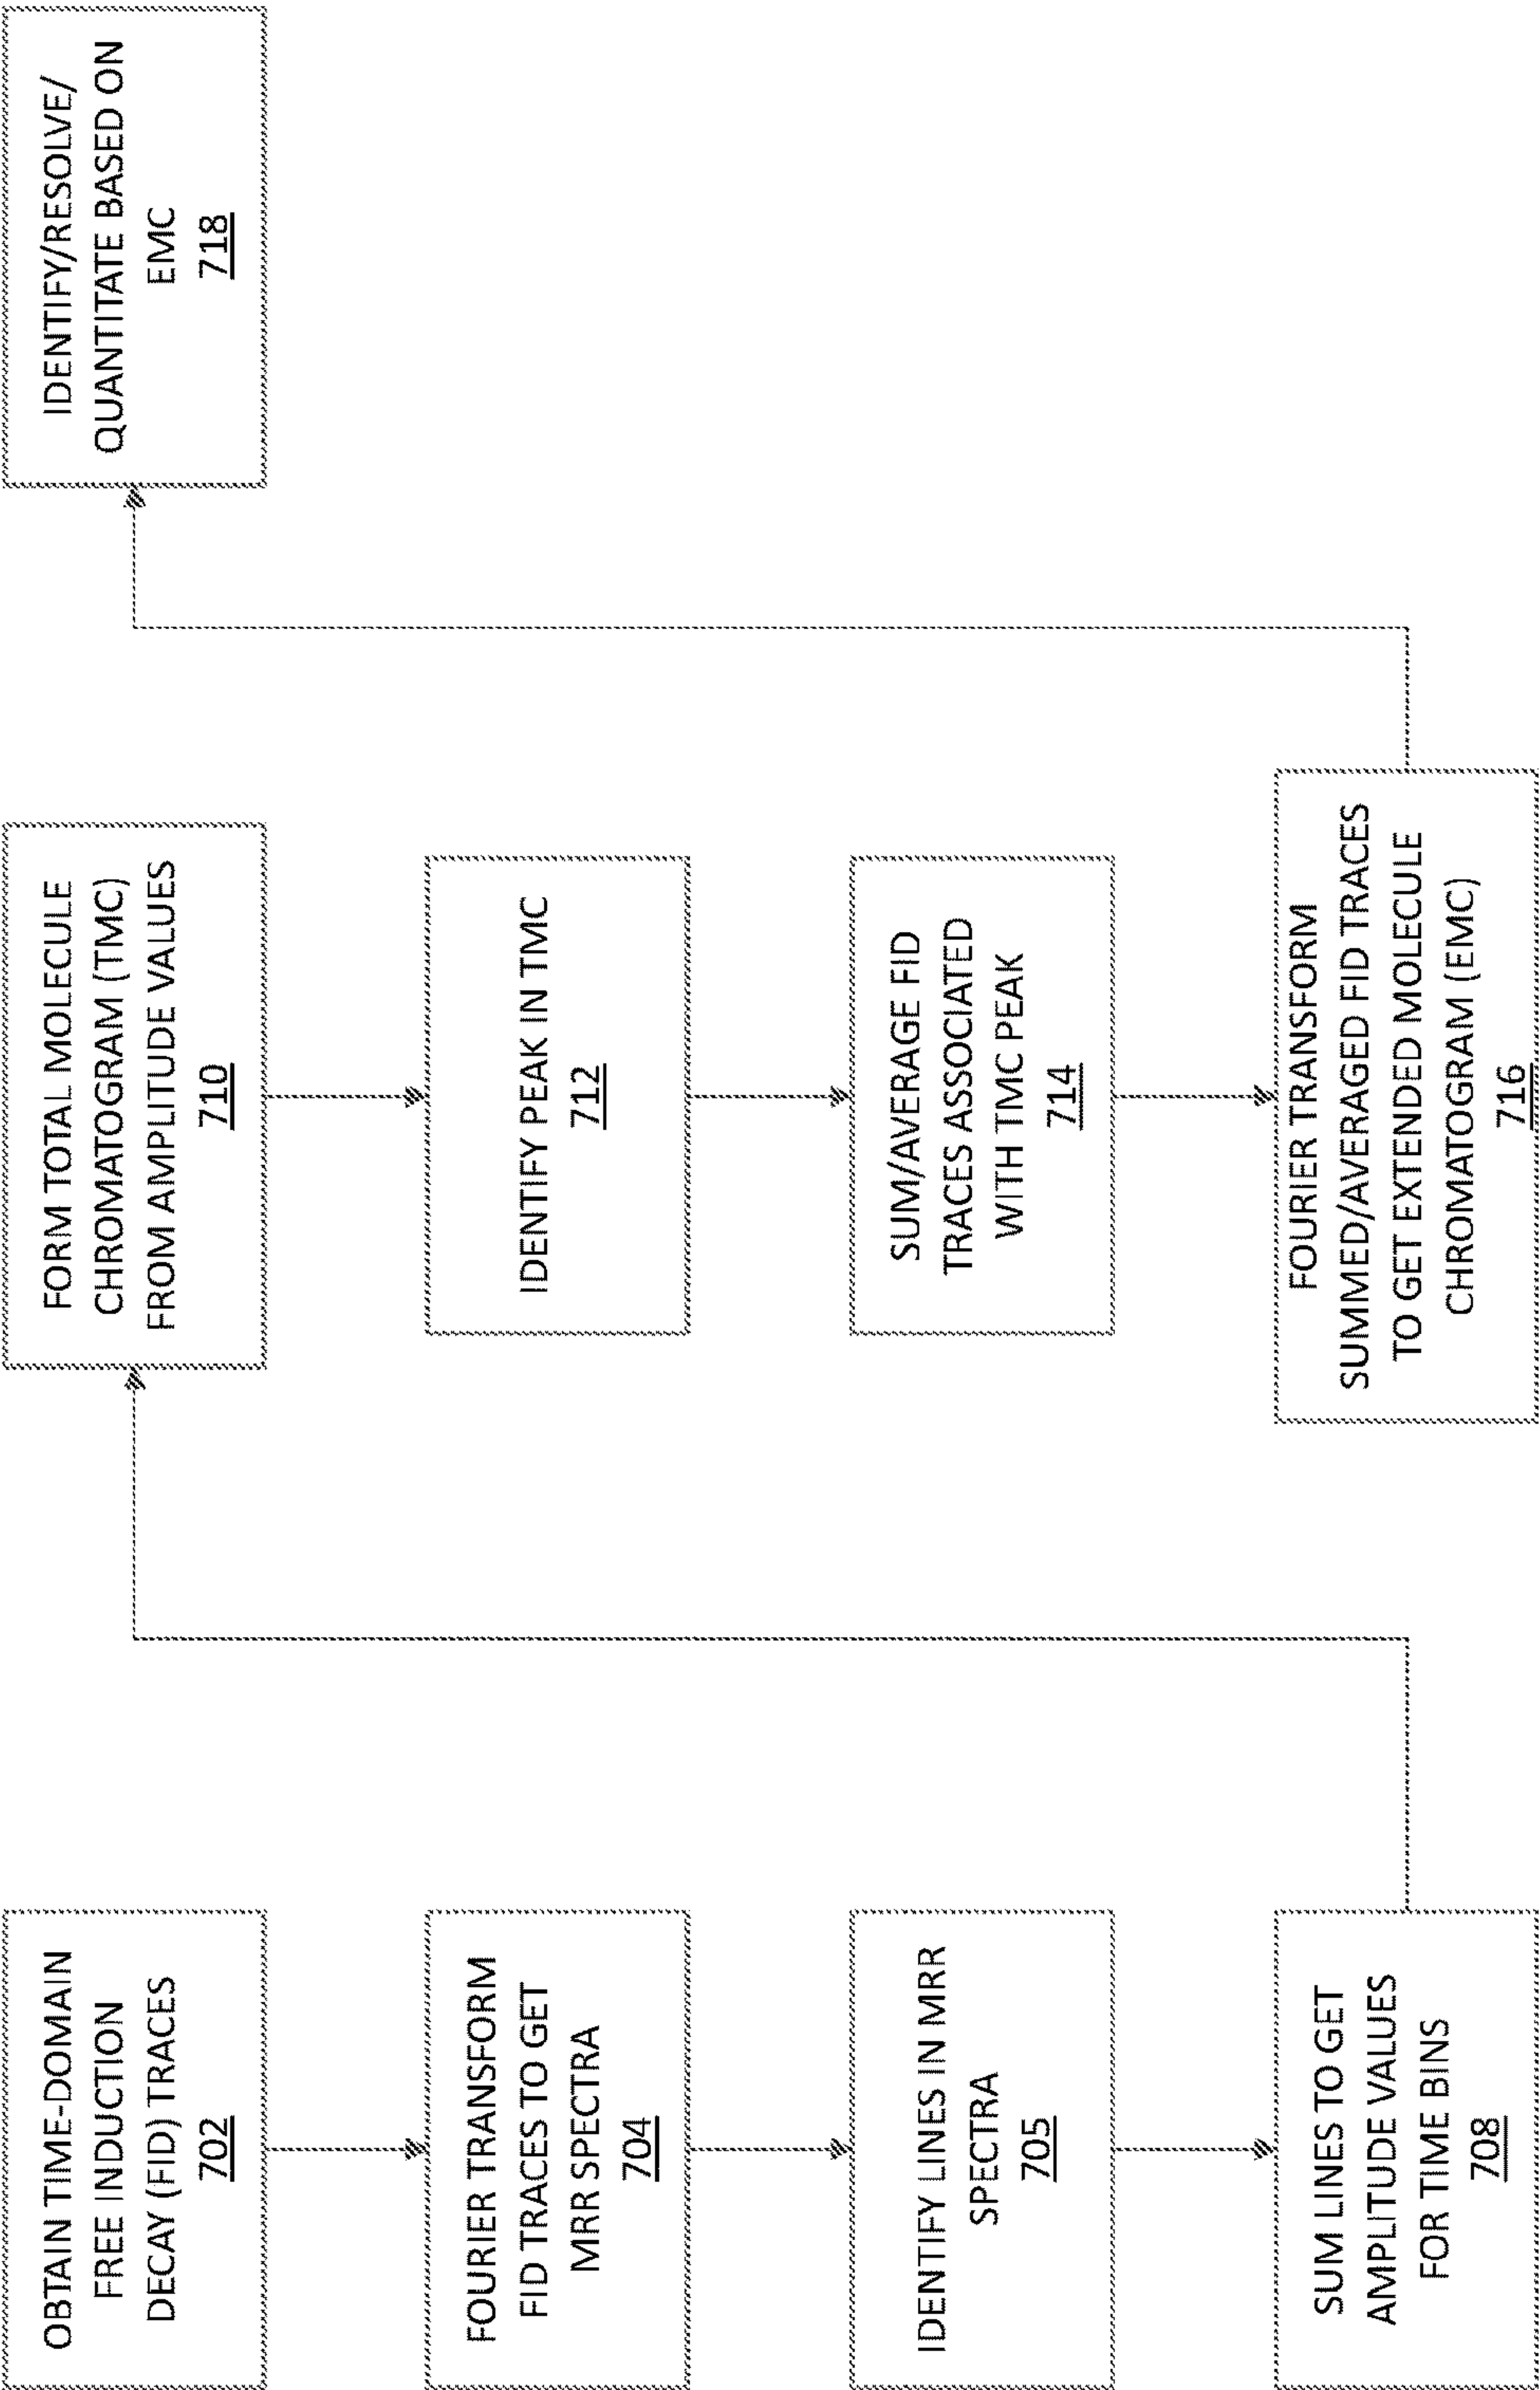 OBTAIN TIME-DOMAIN
FREE INDUCTION
DECAY (FID) TRACES
702
FOURIER TRANSFORM
FID TRACES TO GET
MRR SPECTRA
704
IDENTIFY LINES IN MRR
SPECTRA
705
SUM LINES TO GET
AMPLITUDE VALUES
FOR TIME BINS
708
FORM TOTAL MOLECULE
CHROMATOGRAM (TMC)
FROM AMPLITUDE VALUES
710
IDENTIFY PEAK IN TMC
712
SUM/AVERAGE FID
TRACES ASSOCIATED
WITH TMC PEAK
714
FOURIER TRANSFORM
SUMMED/AVERAGED FID TRACES
TO GET EXTENDED MOLECULE
CHROMATOGRAM (EMC)
716
IDENTIFY/RESOLVE/
QUANTITATE BASED ON
EMC
718